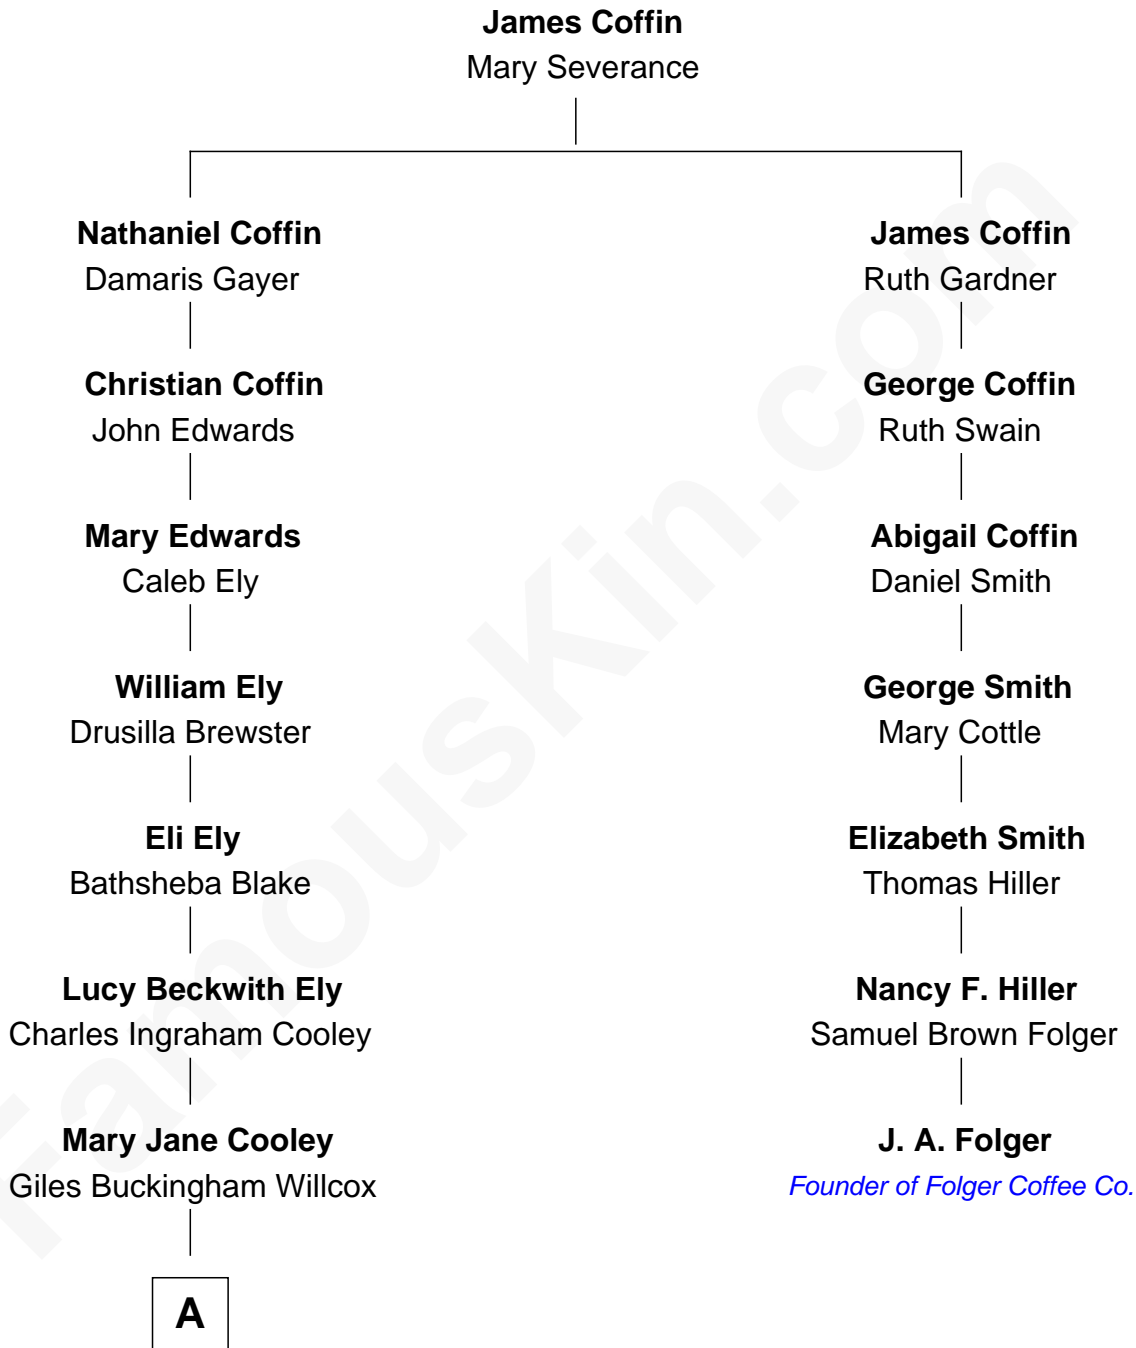 James Coffin
Mary Severance
Nathaniel Coffin
Damaris Gayer
James Coffin
Ruth Gardner
Christian Coffin
John Edwards
George Coffin
Ruth Swain
Mary Edwards
Caleb Ely
Abigail Coffin
Daniel Smith
William Ely
Drusilla Brewster
George Smith
Mary Cottle
Eli Ely
Bathsheba Blake
Elizabeth Smith
Thomas Hiller
Lucy Beckwith Ely
Charles Ingraham Cooley
Nancy F. Hiller
Samuel Brown Folger
Mary Jane Cooley
Giles Buckingham Willcox
J. A. Folger
Founder of Folger Coffee Co.
A
FamousKin.com